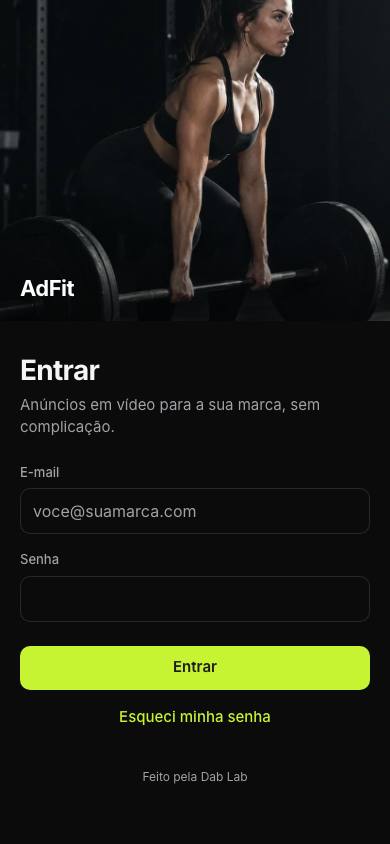 AdFit
Entrar
Anúncios em vídeo para a sua marca, sem
complicação.
E-mail
voce@suamarca.com
Senha
Entrar
Esqueci minha senha
Feito pela Dab Lab